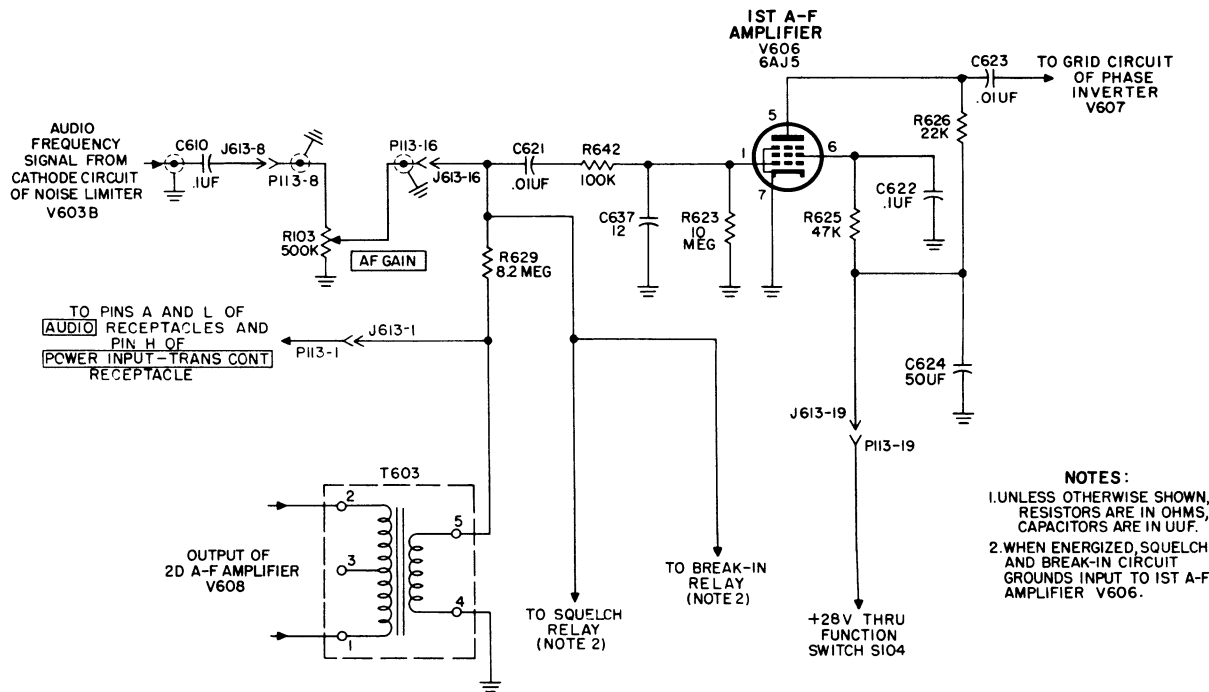 1ST A-F
AMPLIFIER
V606
6AJ5
C623
.01UF
TO GRID CIRCUIT
OF PHASE
INVERTER
V607
R626
22K
5
1
6
7
AUDIO
FREQUENCY
SIGNAL FROM
CATHODE CIRCUIT
OF NOISE LIMITER
V603B
C610
.1UF
J613-8
P113-8
P113-16
J613-16
C621
.01UF
R642
100K
C637
12
R623
10
MEG
R625
47K
C622
.1UF
R103
500K
AF GAIN
R629
8.2 MEG
TO PINS A AND L OF
AUDIO RECEPTACLES AND
PIN H OF
POWER INPUT-TRANS CONT
RECEPTACLE
J613-1
P113-1
C624
50UF
J613-19
P113-19
T603
2
3
1
5
4
OUTPUT OF
2D A-F AMPLIFIER
V608
TO SQUELCH
RELAY
(NOTE 2)
TO BREAK-IN
RELAY
(NOTE 2)
+28V THRU
FUNCTION
SWITCH S104
NOTES:
1.UNLESS OTHERWISE SHOWN,
RESISTORS ARE IN OHMS,
CAPACITORS ARE IN UUF.
2.WHEN ENERGIZED, SQUELCH
AND BREAK-IN CIRCUIT
GROUNDS INPUT TO 1ST A-F
AMPLIFIER V606.